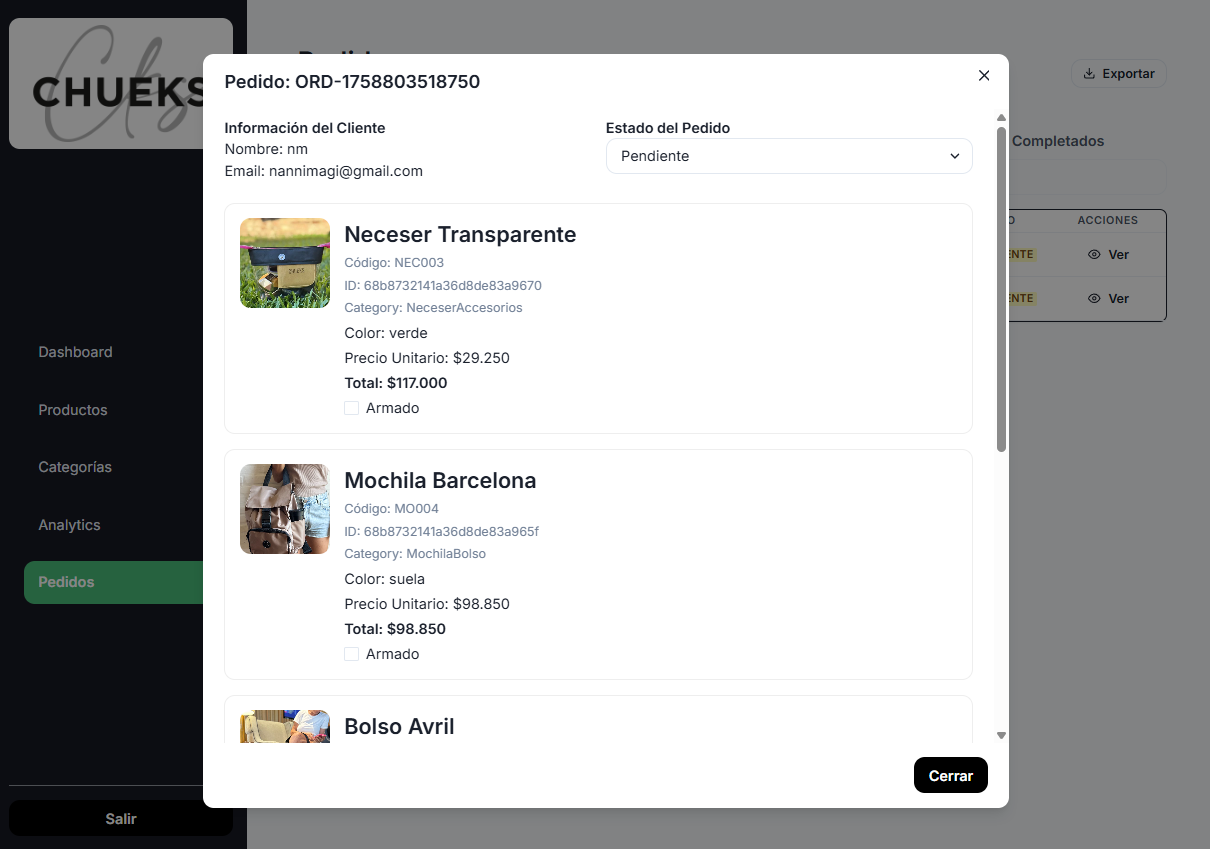 CHUEKS
Pedido: ORD-1758803518750
Exportar
Información del Cliente
Nombre: nm
Email: nannimagi@gmail.com
Estado del Pedido
Pendiente
Completados
ACCIONES
ENTE
Ver
ENTE
Ver
Neceser Transparente
Código: NEC003
ID: 68b8732141a36d8de83a9670
Category: NeceserAccesorios
Color: verde
Precio Unitario: $29.250
Total: $117.000
Armado
Mochila Barcelona
Código: MO004
ID: 68b8732141a36d8de83a965f
Category: MochilaBolso
Color: suela
Precio Unitario: $98.850
Total: $98.850
Armado
Bolso Avril
Cerrar
Dashboard
Productos
Categorías
Analytics
Pedidos
Salir